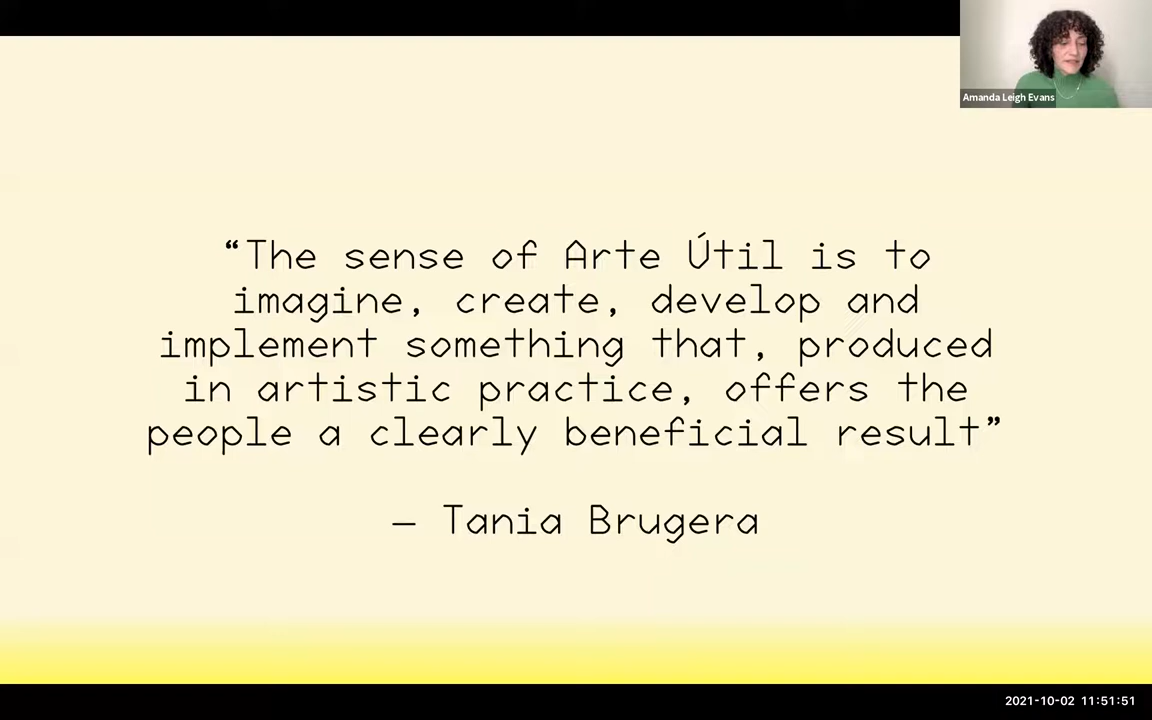 Amanda Leigh Evans
“The sense of Arte Útil is to
imagine, create, develop and
implement something that, produced
in artistic practice, offers the
people a clearly beneficial result”
— Tania Brugera
2021-10-02 11:51:51